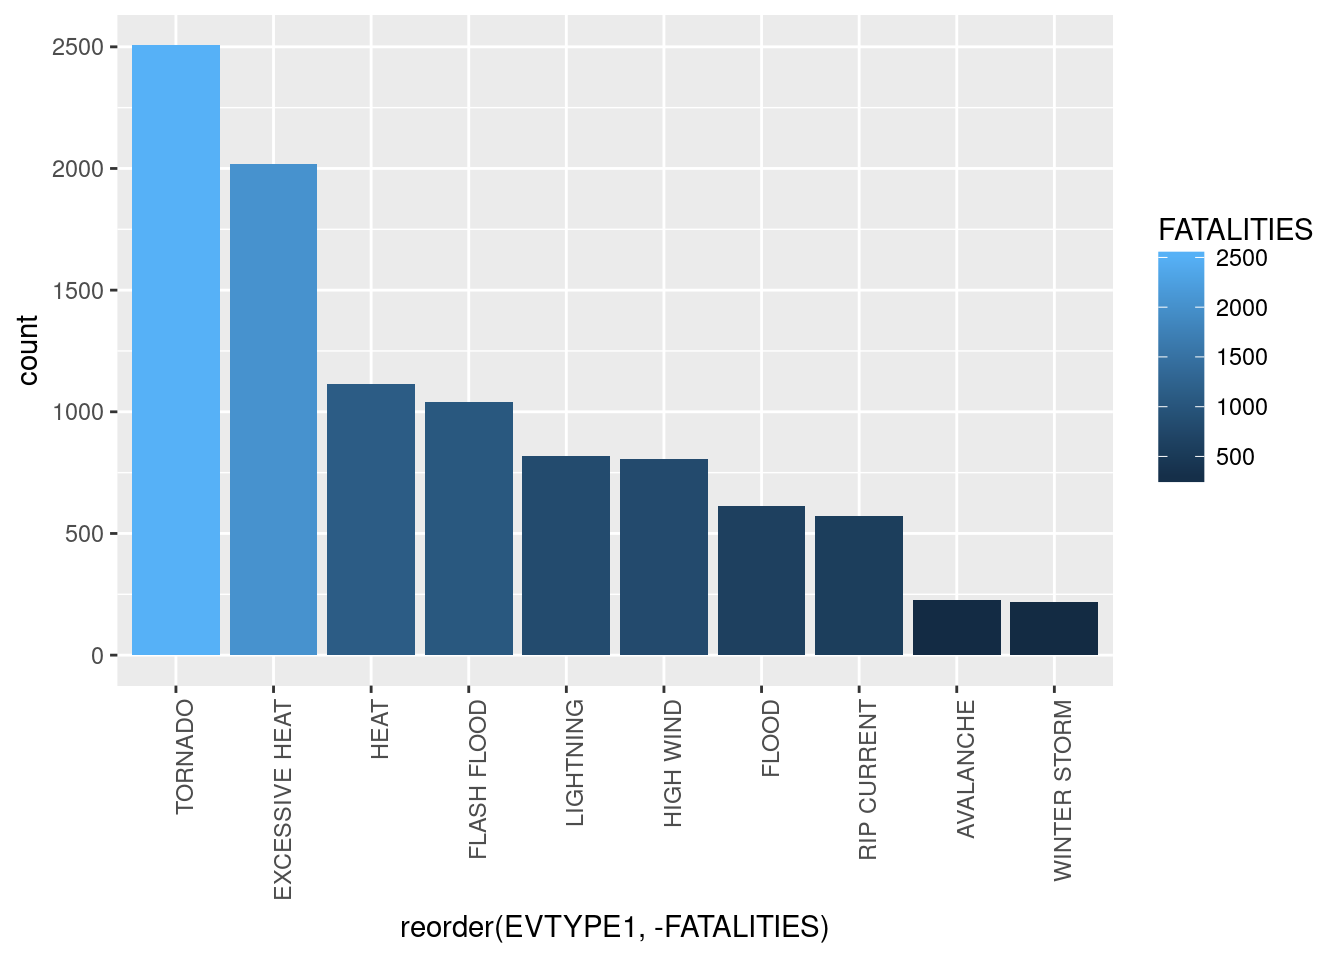 2500
2000
1500
1000
500
0
count
TORNADO
EXCESSIVE HEAT
HEAT
FLASH FLOOD
LIGHTNING
HIGH WIND
FLOOD
RIP CURRENT
AVALANCHE
WINTER STORM
reorder(EVTYPE1, -FATALITIES)
FATALITIES
2500
2000
1500
1000
500